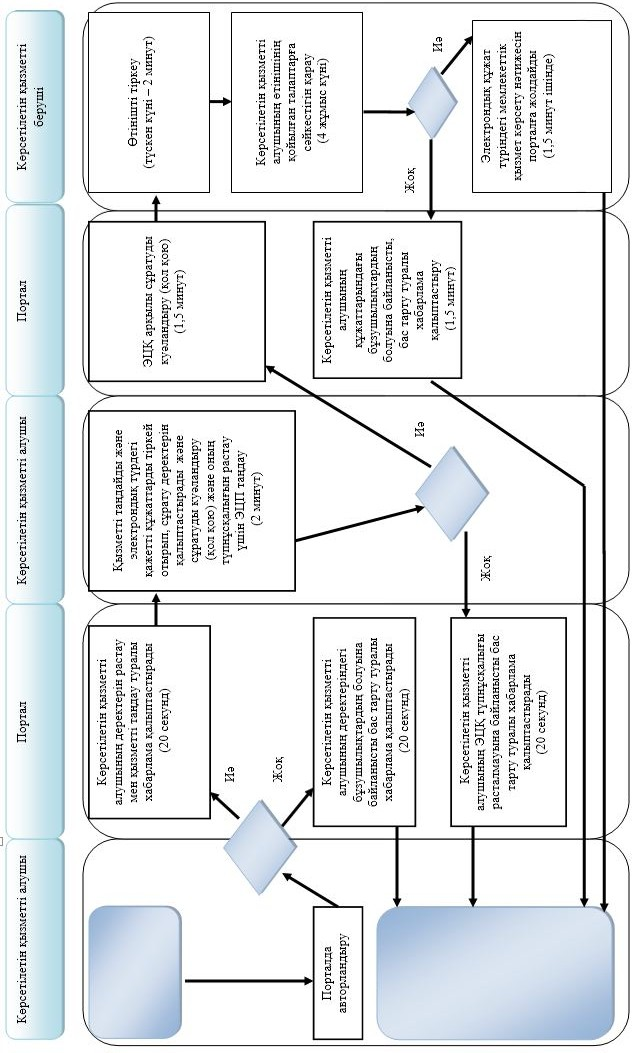 Көрсетілетін қызметті алушы
Портал
Көрсетілетін қызметті алушы
Портал
Көрсетілетін қызметті
беруші
Порталда
авторландыру
Көрсетілетін қызметті
алушының деректерін растау
мен қызметті таңдау туралы
хабарлама қалыптастырады
(20 секунд)
Иә
Жоқ
Көрсетілетін қызметті
алушының деректеріндегі
бұзушылықтардың болуына
байланысты бас тарту туралы
хабарлама қалыптастырады
(20 секунд)
Көрсетілетін қызметті
алушының ЭЦҚ түпнұсқалығы
расталмауына байланысты бас
тарту туралы хабарлама
қалыптастырады
(20 секунд)
Қызметті таңдайды және
электрондық түрдегі
қажетті құжаттарды тіркей
отырып, сұрату деректерін
қалыптастырады және
сұратуды куәландыру
(қол қою) және оның
түпнұсқалығын растау
үшін ЭЦП таңдау
(2 минут)
Иә
Жоқ
ЭЦҚ арқылы сұратуды
куәландыру (қол қою)
(1,5 минут)
Көрсетілетін қызметті
алушының
құжаттарындағы
бұзушылықтардың
болуына байланысты,
бас тарту туралы
хабарлама
қалыптастыру
(1,5 минут)
Өтінішті тіркеу
(түскен күні – 2 минут)
Көрсетілетін қызметті
алушының өтінішінің
қойылған талаптарға
сәйкестігін қарау
(4 жұмыс күні)
Иә
Жоқ
Электрондық құжат
түріндегі мемлекеттік
қызмет көрсету нәтижесін
порталға жолдайды
(1,5 минут ішінде)